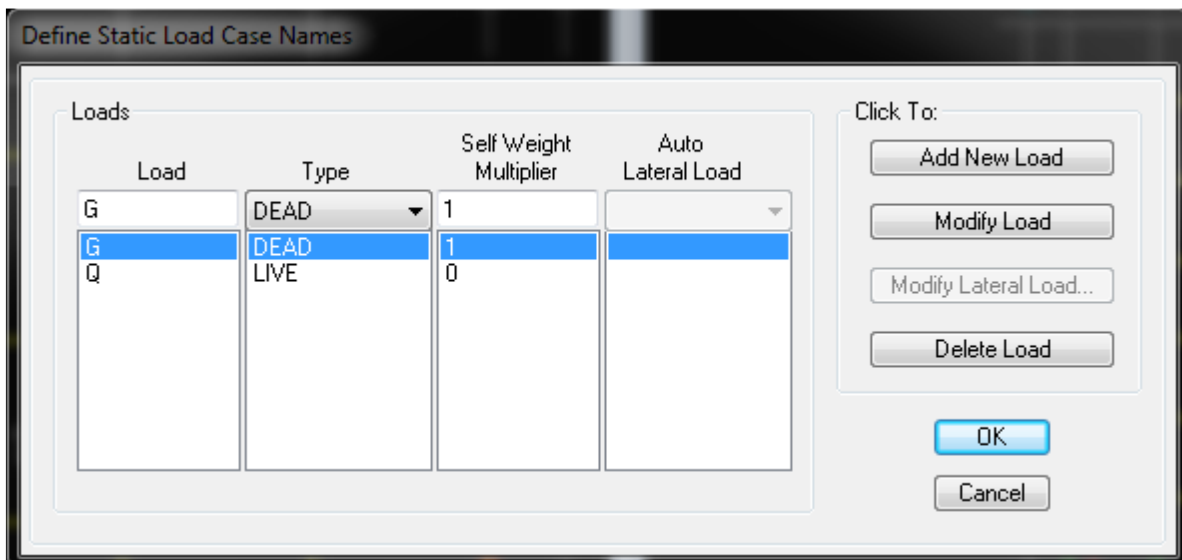 Define Static Load Case Names
Loads
Load Type Self Weight Multiplier Auto Lateral Load
G DEAD 1
G DEAD 1
Q LIVE 0
Click To:
Add New Load
Modify Load
Modify Lateral Load...
Delete Load
OK
Cancel